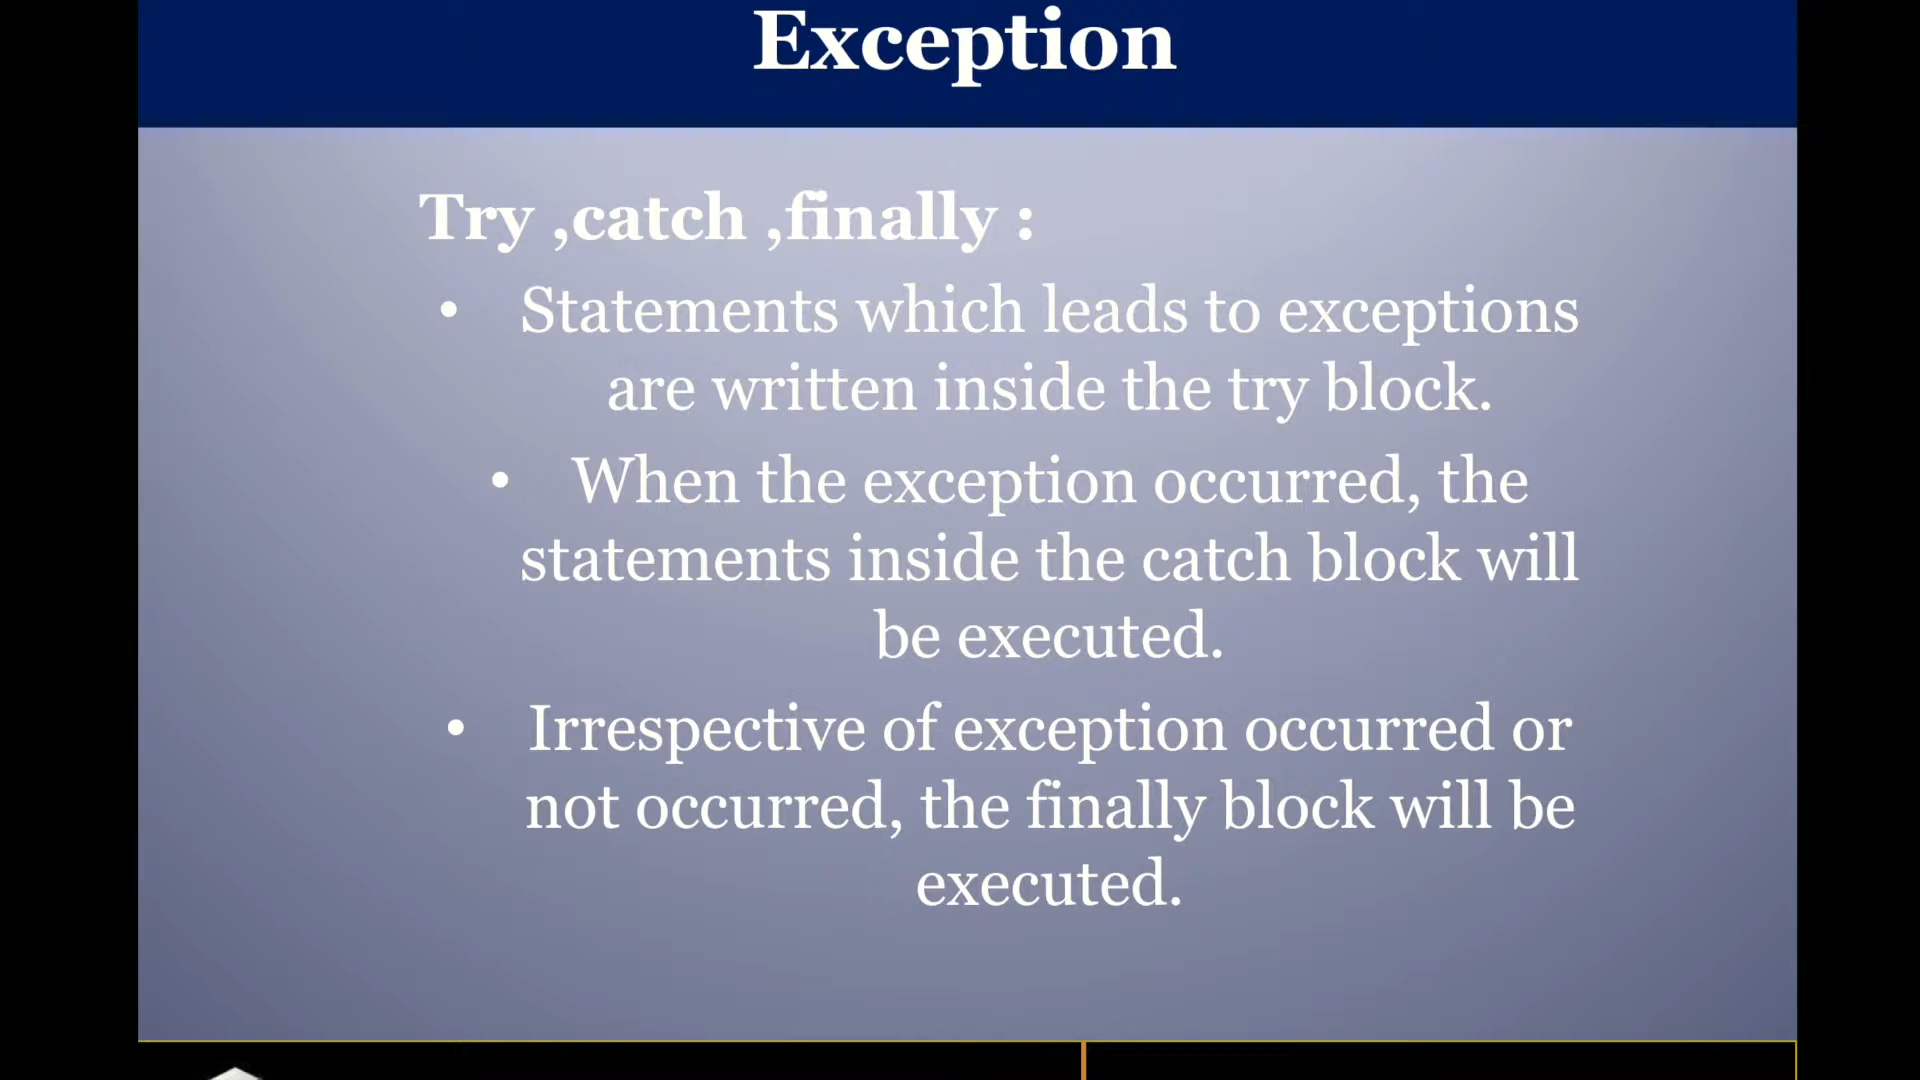 Exception
Try ,catch ,finally :
• Statements which leads to exceptions
are written inside the try block.
• When the exception occurred, the
statements inside the catch block will
be executed.
• Irrespective of exception occurred or
not occurred, the finally block will be
executed.